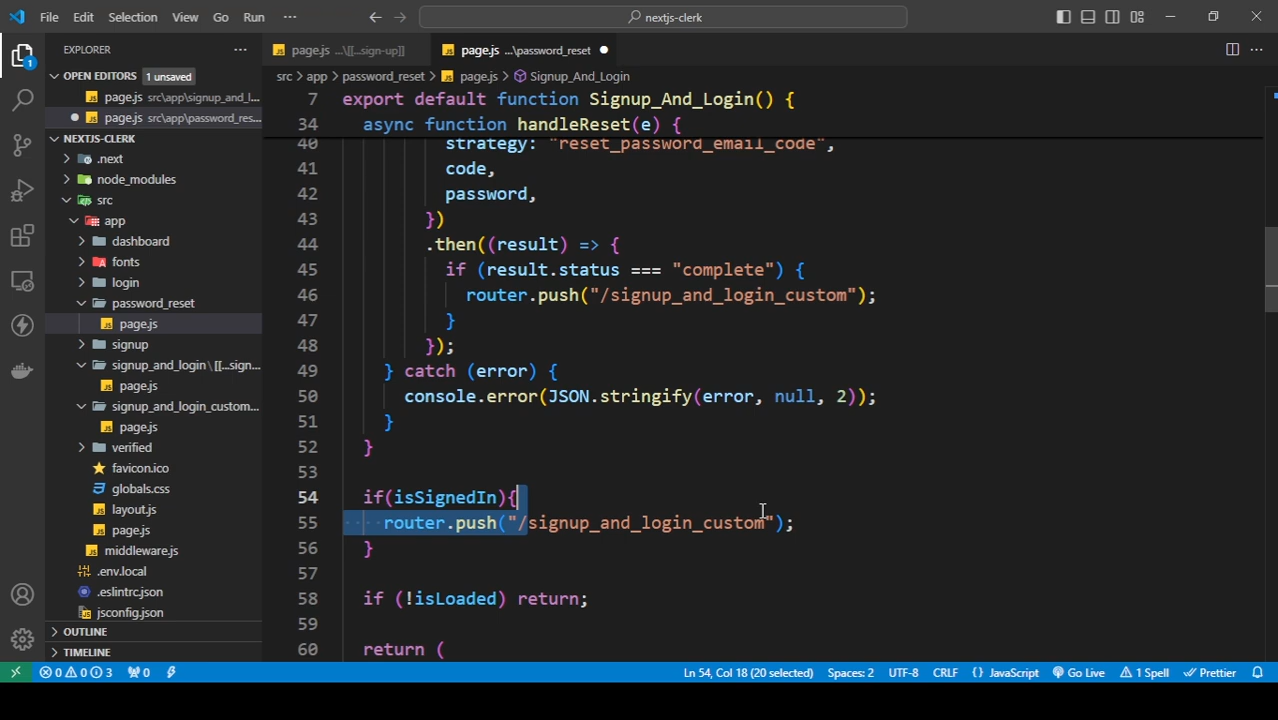 File Edit Selection View Go Run ··· nextjs-clerk
EXPLORER ···
OPEN EDITORS 1 unsaved
page.js src\app\signup_and_l...
page.js src\app\password_res...
NEXTJS-CLERK
.next
node_modules
src
app
dashboard
fonts
login
password_reset
page.js
signup
signup_and_login\[[...sign...
page.js
signup_and_login_custom...
page.js
verified
favicon.ico
globals.css
layout.js
page.js
middleware.js
.env.local
.eslintrc.json
jsconfig.json
OUTLINE
TIMELINE
page.js ...\[[...sign-up]] page.js ...\password_reset
src > app > password_reset > page.js > Signup_And_Login
7 export default function Signup_And_Login() {
34 async function handleReset(e) {
40 strategy: "reset_password_email_code",
41 code,
42 password,
43 })
44 .then((result) => {
45 if (result.status === "complete") {
46 router.push("/signup_and_login_custom");
47 }
48 });
49 } catch (error) {
50 console.error(JSON.stringify(error, null, 2));
51 }
52 }
53
54 if(isSignedIn){
55 router.push("/signup_and_login_custom");
56 }
57
58 if (!isLoaded) return;
59
60 return (
1
0 0 3 0 Ln 54, Col 18 (20 selected) Spaces: 2 UTF-8 CRLF {} JavaScript Go Live 1 Spell Prettier